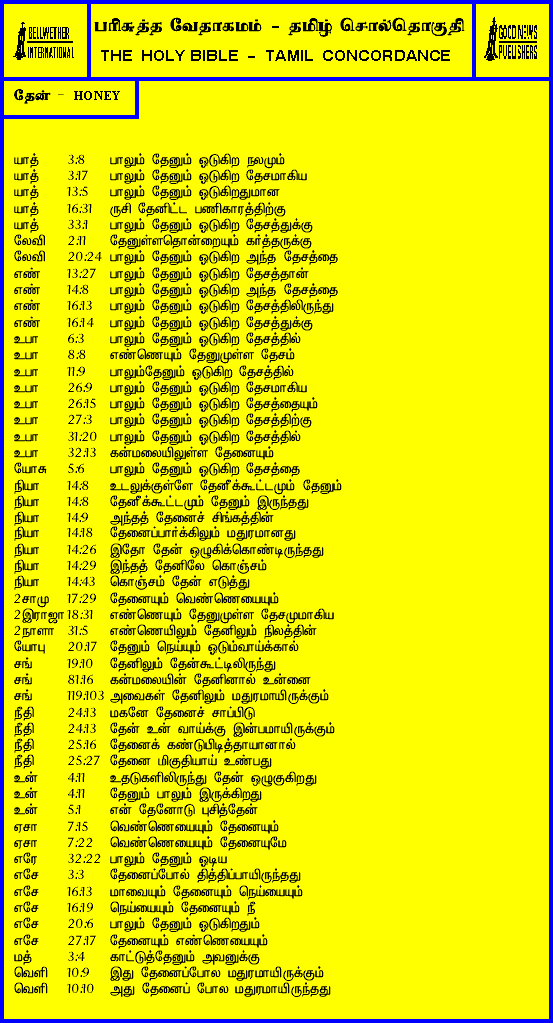 BELLWETHER
INTERNATIONAL
பரிசுத்த வேதாகமம் - தமிழ் சொல்தொகுதி
THE HOLY BIBLE - TAMIL CONCORDANCE
GOOD NEWS
PUBLISHERS
தேன் - HONEY
யாத் 3:8 பாலும் தேனும் ஓடுகிற நலமும்
யாத் 3:17 பாலும் தேனும் ஓடுகிற தேசமாகிய
யாத் 13:5 பாலும் தேனும் ஓடுகிறதுமான
யாத் 16:31 ருசி தேனிட்ட பணிகாரத்திற்கு
யாத் 33:1 பாலும் தேனும் ஓடுகிற தேசத்துக்கு
லேவி 2:11 தேனுள்ளதொன்றையும் கர்த்தருக்கு
லேவி 20:24 பாலும் தேனும் ஓடுகிற அந்த தேசத்தை
எண் 13:27 பாலும் தேனும் ஓடுகிற தேசத்தான்
எண் 14:8 பாலும் தேனும் ஓடுகிற அந்த தேசத்தை
எண் 16:13 பாலும் தேனும் ஓடுகிற தேசத்திலிருந்து
எண் 16:14 பாலும் தேனும் ஓடுகிற தேசத்துக்கு
உபா 6:3 பாலும் தேனும் ஓடுகிற தேசத்தில்
உபா 8:8 எண்ணெயும் தேனுமுள்ள தேசம்
உபா 11:9 பாலும்தேனும் ஒடுகிற தேசத்தில்
உபா 26:9 பாலும் தேனும் ஓடுகிற தேசமாகிய
உபா 26:15 பாலும் தேனும் ஓடுகிற தேசத்தையும்
உபா 27:3 பாலும் தேனும் ஓடுகிற தேசத்திற்கு
உபா 31:20 பாலும் தேனும் ஓடுகிற தேசத்தில்
உபா 32:13 கன்மலையிலுள்ள தேனையும்
யோசு 5:6 பாலும் தேனும் ஓடுகிற தேசத்தை
நியா 14:8 உடலுக்குள்ளே தேனீக்கூட்டமும் தேனும்
நியா 14:8 தேனீக்கூட்டமும் தேனும் இருந்தது
நியா 14:9 அந்தத் தேனைச் சிங்கத்தின்
நியா 14:18 தேனைப்பார்க்கிலும் மதுரமானது
நியா 14:26 இதோ தேன் ஒழுகிக்கொண்டிருந்தது
நியா 14:29 இந்தத் தேனிலே கொஞ்சம்
நியா 14:43 கொஞ்சம் தேன் எடுத்து
2சாமு 17:29 தேனையும் வெண்ணெயையும்
2இராஜா 18:31 எண்ணெயும் தேனுமுள்ள தேசமுமாகிய
2நாளா 31:5 எண்ணெயிலும் தேனிலும் நிலத்தின்
யோபு 20:17 தேனும் நெய்யும் ஓடும்வாய்க்கால்
சங் 19:10 தேனிலும் தேன்கூட்டிலிருந்து
சங் 81:16 கன்மலையின் தேனினால் உன்னை
சங் 119:103 அவைகள் தேனிலும் மதுரமாயிருக்கும்
நீதி 24:13 மகனே தேனைச் சாப்பிடு
நீதி 24:13 தேன் உன் வாய்க்கு இன்பமாயிருக்கும்
நீதி 25:16 தேனைக் கண்டுபிடித்தாயானால்
நீதி 25:27 தேனை மிகுதியாய் உண்பது
உன் 4:11 உதடுகளிலிருந்து தேன் ஒழுகுகிறது
உன் 4:11 தேனும் பாலும் இருக்கிறது
உன் 5:1 என் தேனோடு புசித்தேன்
ஏசா 7:15 வெண்ணெயையும் தேனையும்
ஏசா 7:22 வெண்ணெயையும் தேனையுமே
எரே 32:22 பாலும் தேனும் ஓடிய
எசே 3:3 தேனைப்போல் தித்திப்பாயிருந்தது
எசே 16:13 மாவையும் தேனையும் நெய்யையும்
எசே 16:19 நெய்யையும் தேனையும் நீ
எசே 20:6 பாலும் தேனும் ஓடுகிறதும்
எசே 27:17 தேனையும் எண்ணெயையும்
மத் 3:4 காட்டுத்தேனும் அவனுக்கு
வெளி 10:9 இது தேனைப்போல மதுரமாயிருக்கும்
வெளி 10:10 அது தேனைப் போல மதுரமாயிருந்தது